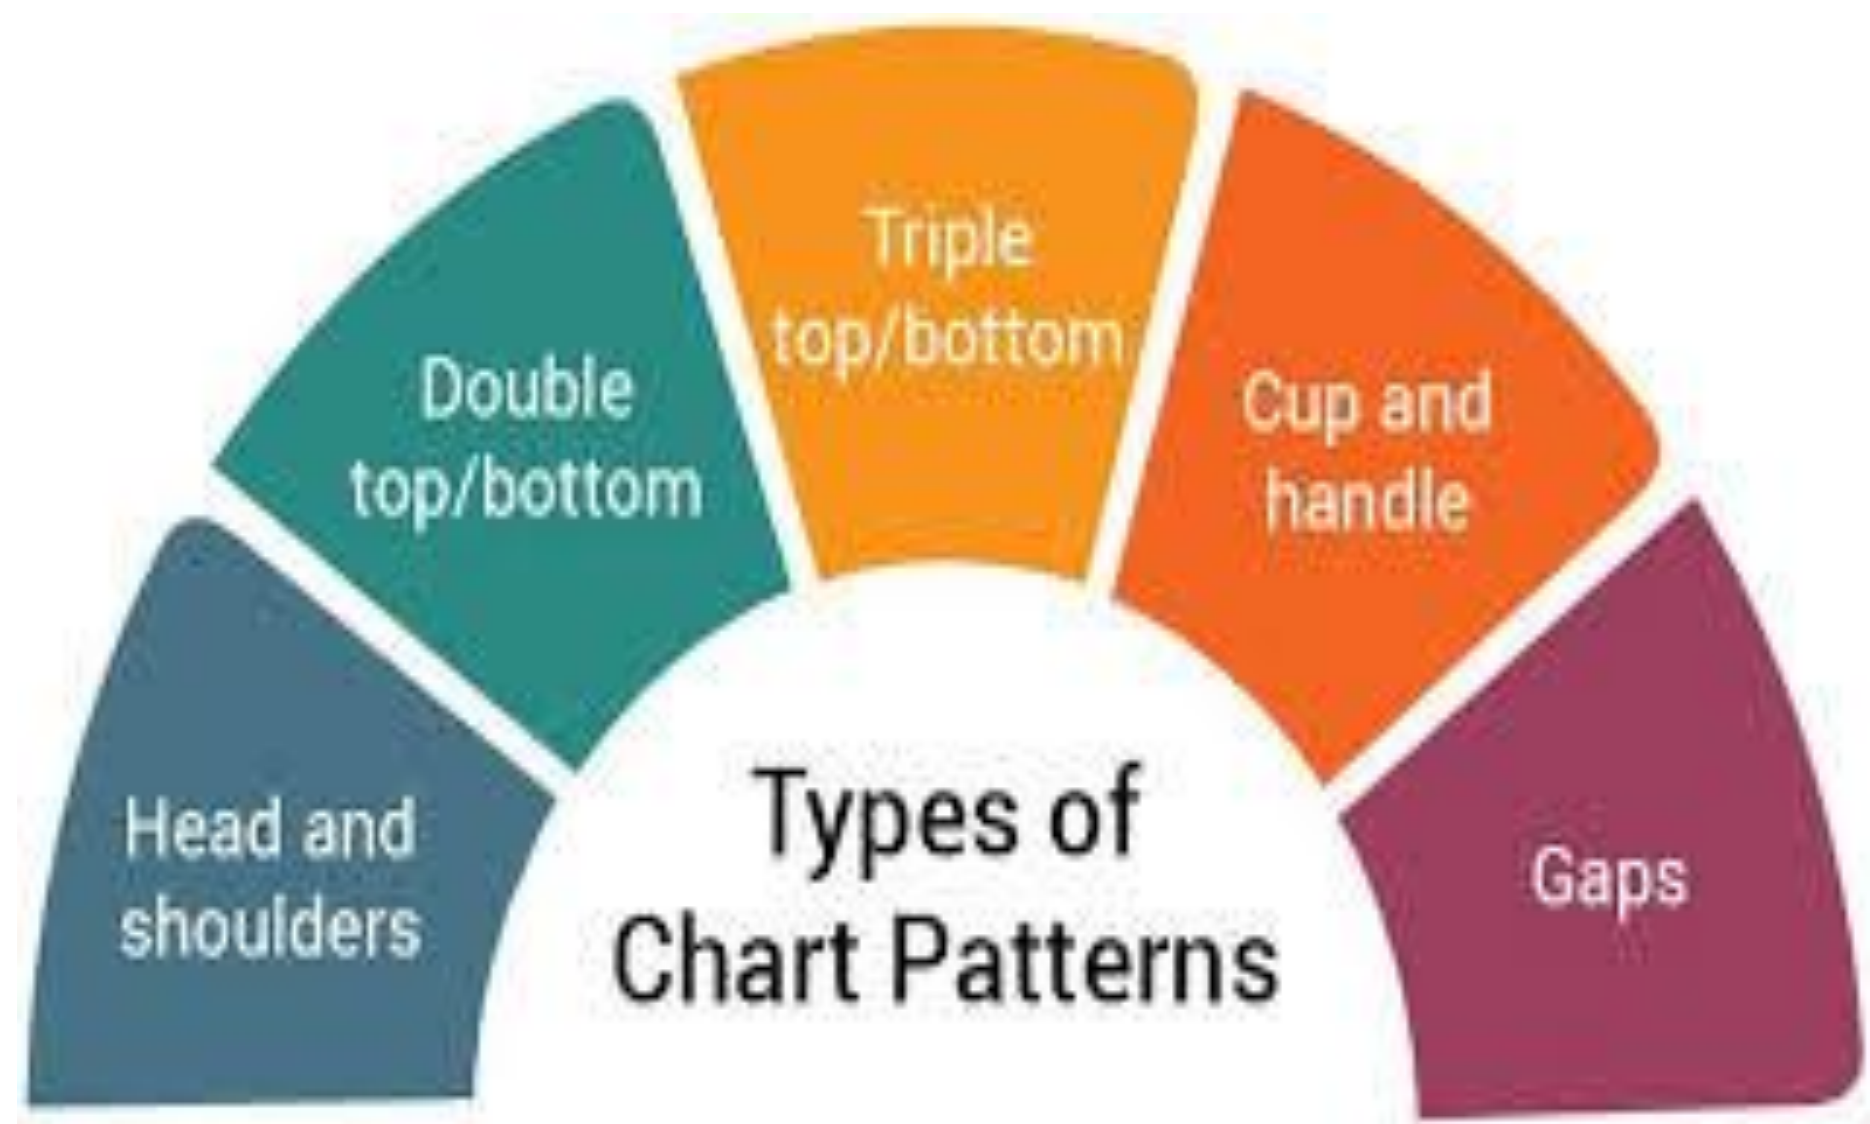 Head and
shoulders
Double
top/bottom
Triple
top/bottom
Cup and
handle
Gaps
Types of
Chart Patterns